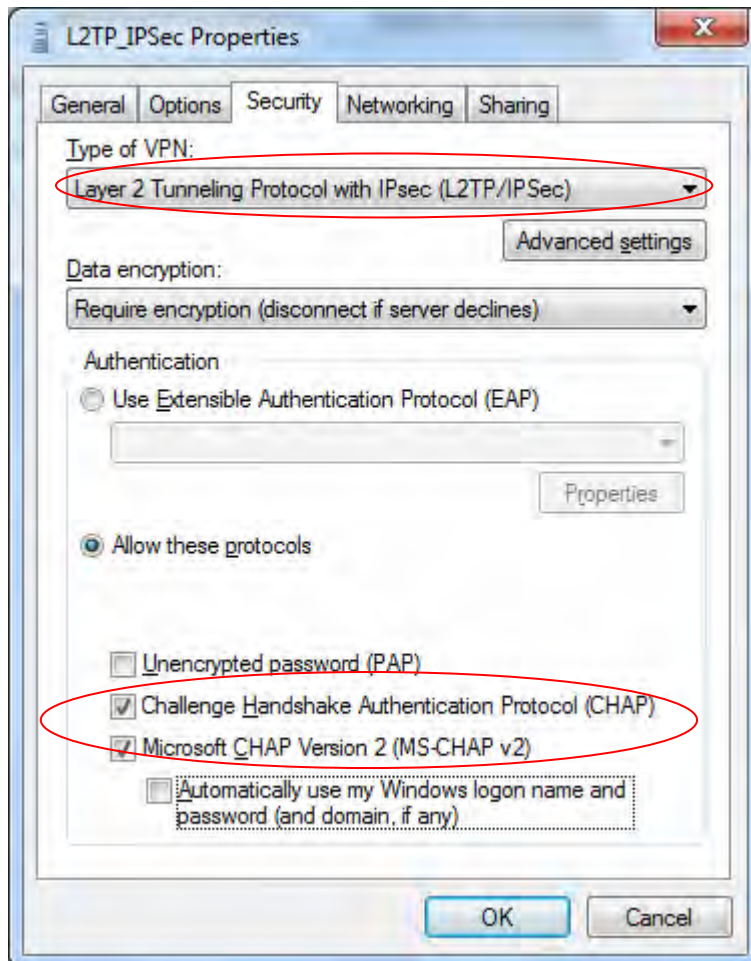 L2TP_IPSec Properties
General Options Security Networking Sharing
Type of VPN:
Layer 2 Tunneling Protocol with IPsec (L2TP/IPSec)
Advanced settings
Data encryption:
Require encryption (disconnect if server declines)
Authentication
Use Extensible Authentication Protocol (EAP)
Properties
Allow these protocols
Unencrypted password (PAP)
Challenge Handshake Authentication Protocol (CHAP)
Microsoft CHAP Version 2 (MS-CHAP v2)
Automatically use my Windows logon name and
password (and domain, if any)
OK Cancel